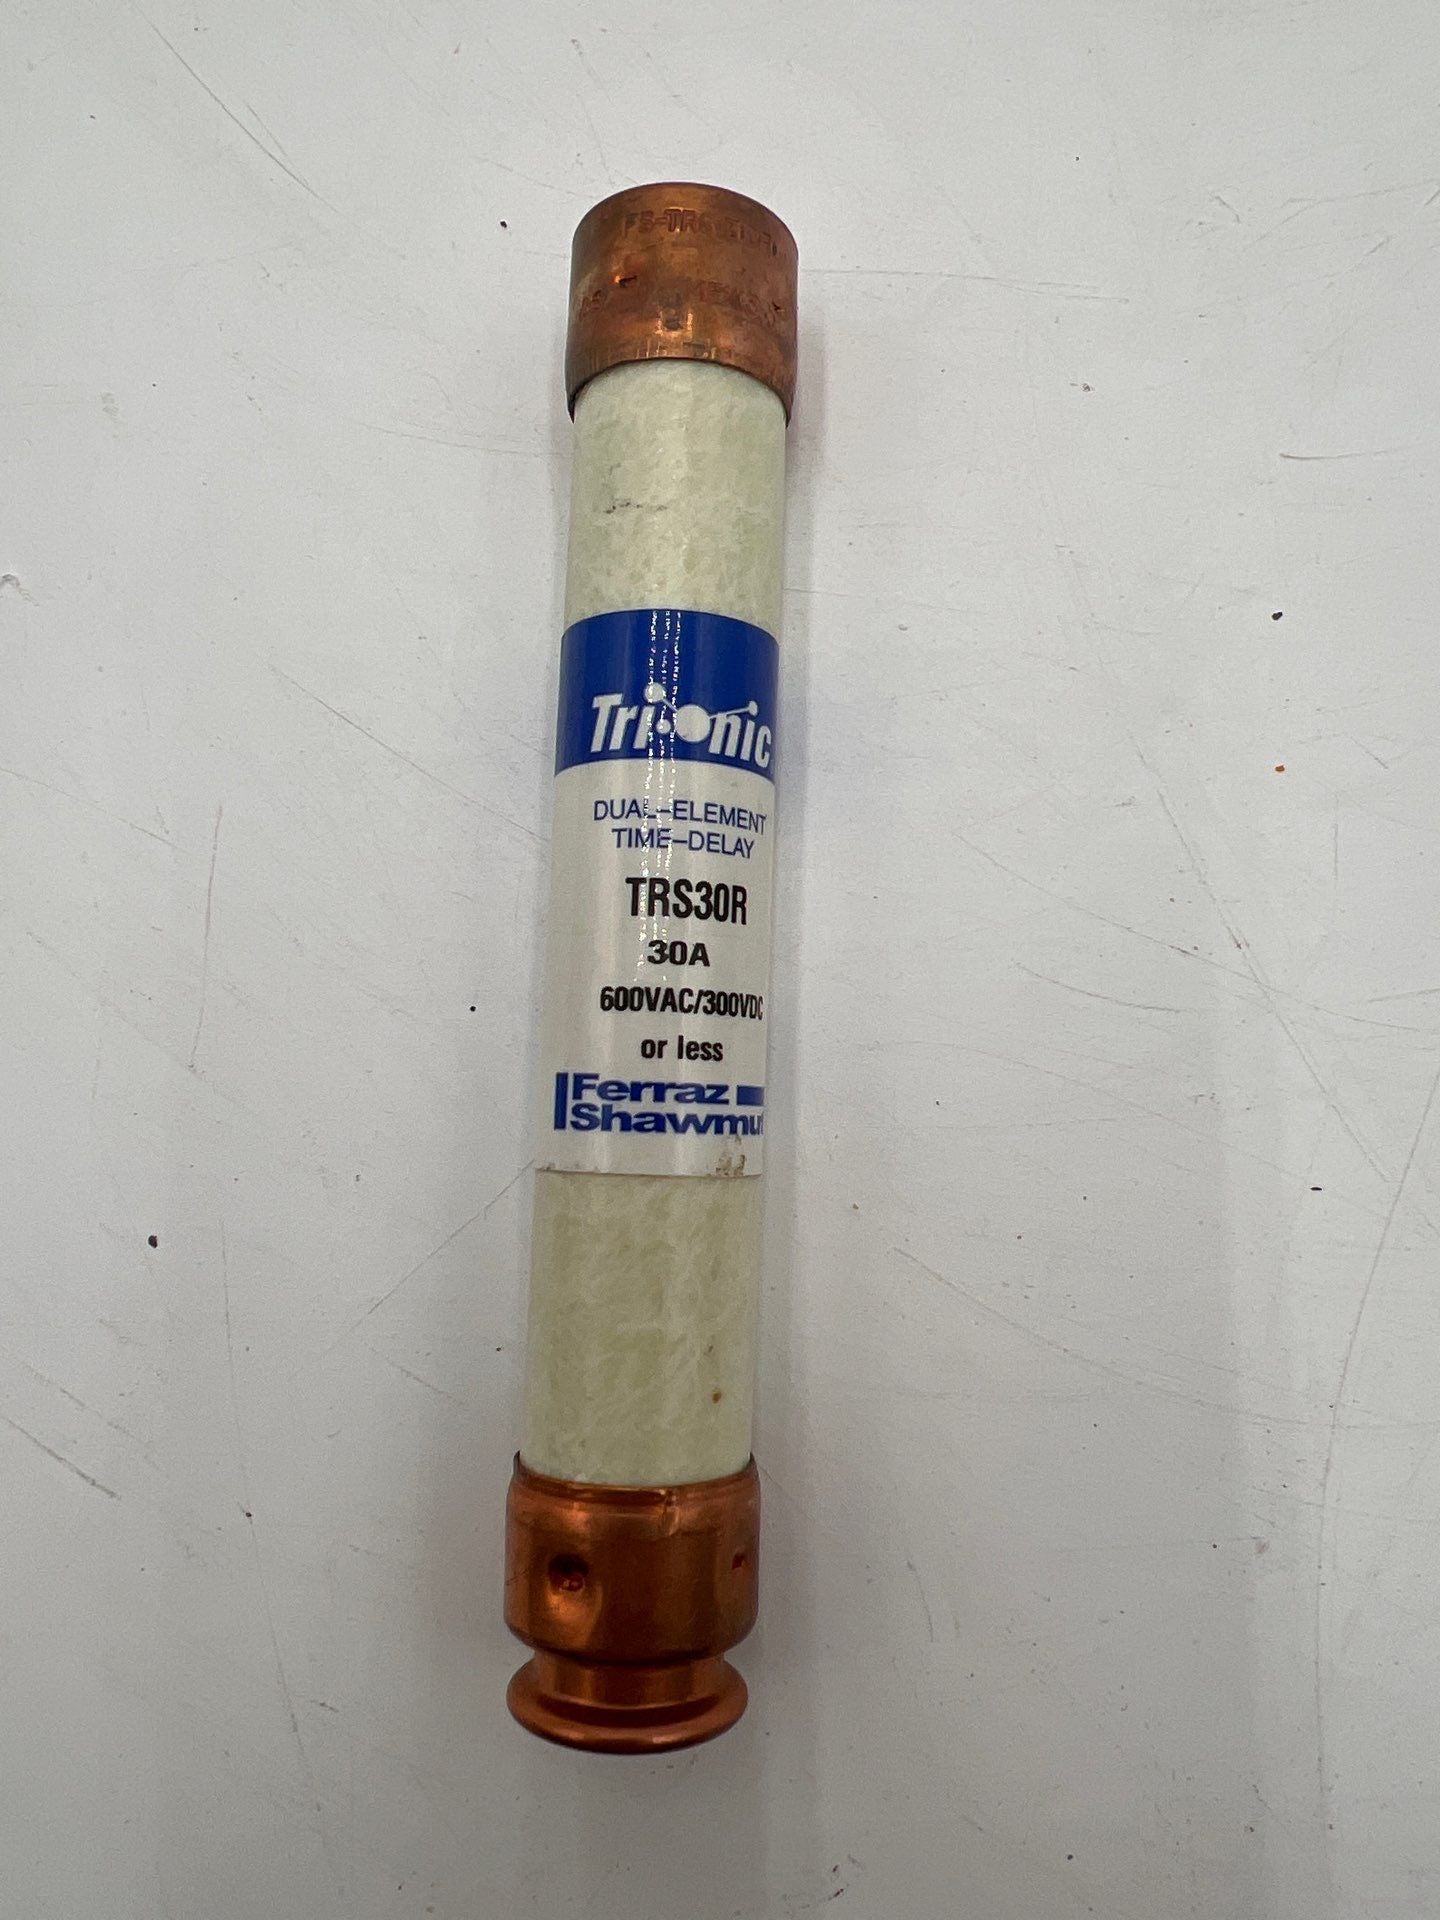 Tri-onic
DUAL-ELEMENT
TIME-DELAY
TRS30R
30A
600VAC/300VDC
or less
Ferraz
Shawmut